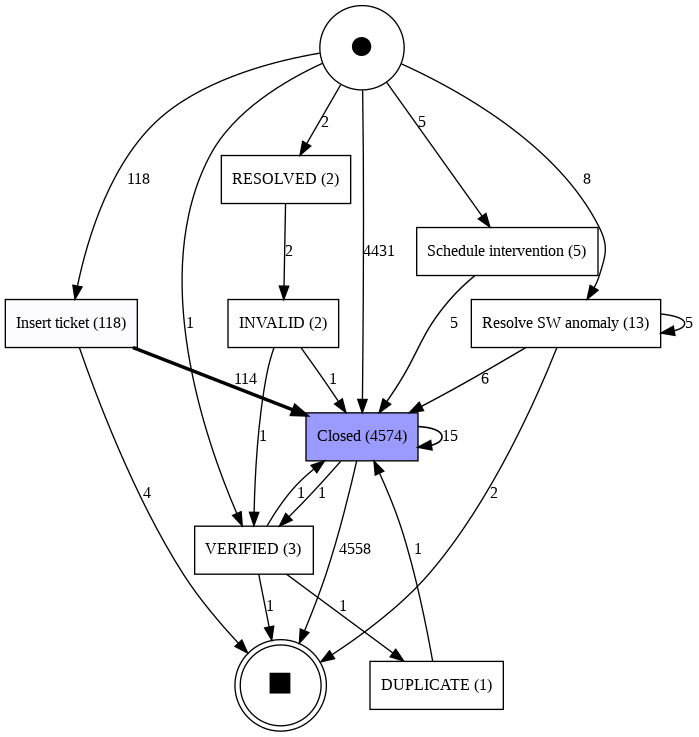 2
5
118
8
RESOLVED (2)
4431
2
Schedule intervention (5)
Insert ticket (118)
1
INVALID (2)
5
Resolve SW anomaly (13)
5
114
1
6
1
Closed (4574)
15
4
1
1
2
VERIFIED (3)
4558
1
1
1
DUPLICATE (1)